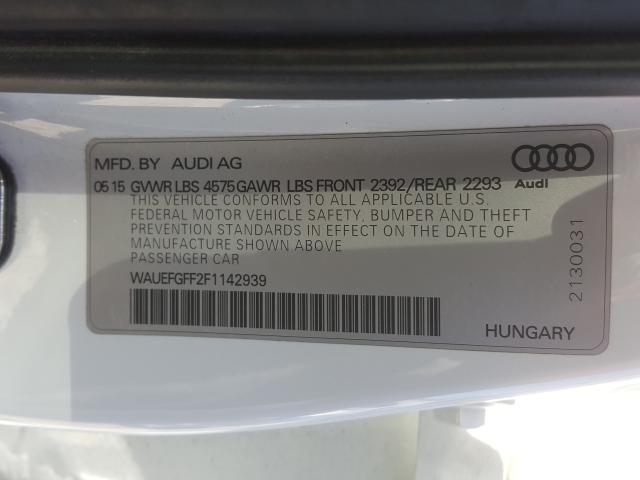 MFD. BY AUDI AG
05 15 GVWR LBS 4575 GAWR LBS FRONT 2392/REAR 2293
Audi
THIS VEHICLE CONFORMS TO ALL APPLICABLE U.S.
FEDERAL MOTOR VEHICLE SAFETY, BUMPER AND THEFT
PREVENTION STANDARDS IN EFFECT ON THE DATE OF
MANUFACTURE SHOWN ABOVE
PASSENGER CAR
WAUEFGFF2F1142939
HUNGARY
2130031